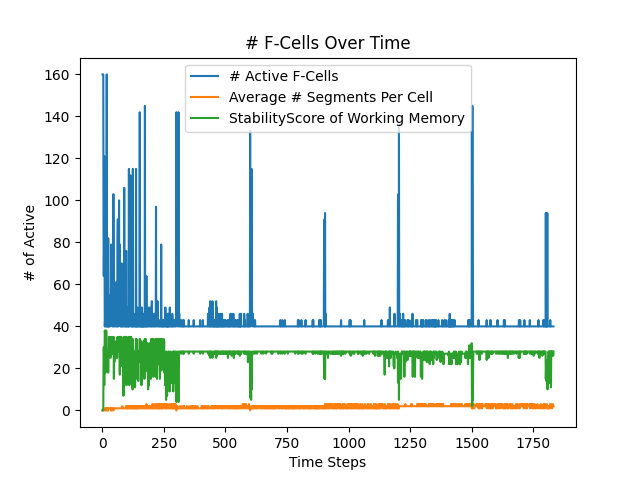 # F-Cells Over Time
# Active F-Cells
Average # Segments Per Cell
StabilityScore of Working Memory
# of Active
160
140
120
100
80
60
40
20
0
0 250 500 750 1000 1250 1500 1750
Time Steps